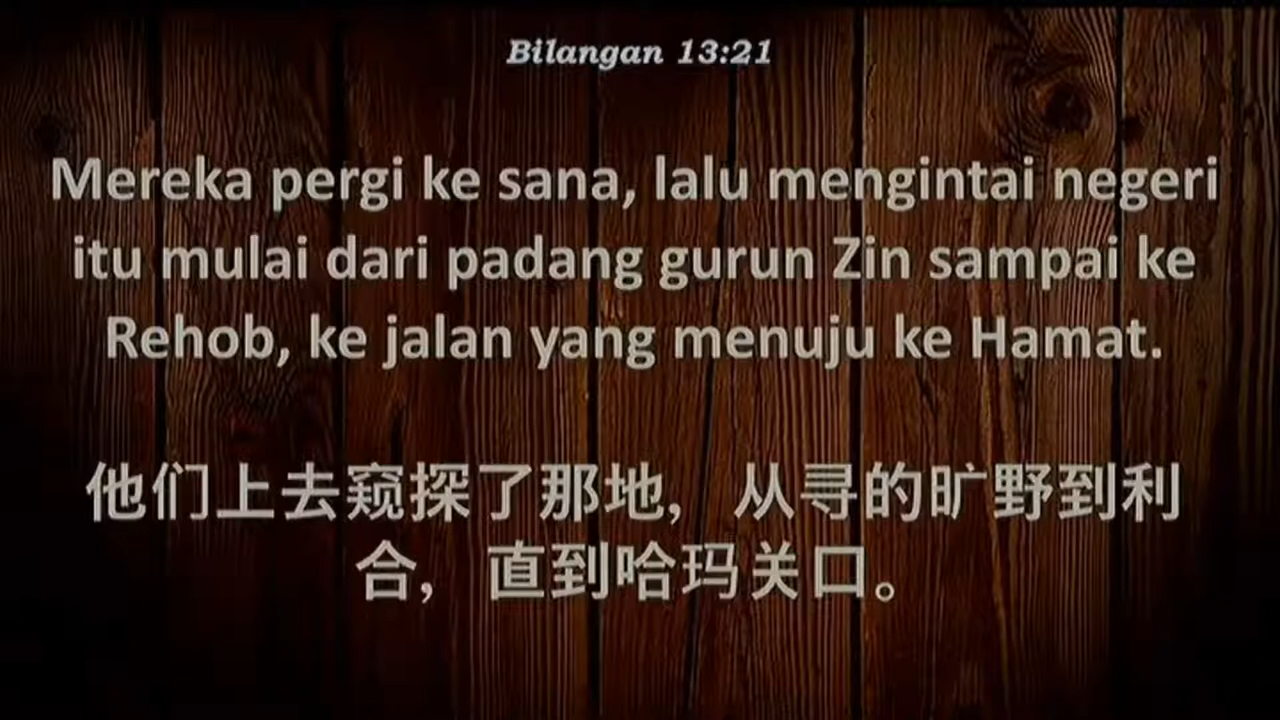 Bilangan 13:21
Mereka pergi ke sana, lalu mengintai negeri
itu mulai dari padang gurun Zin sampai ke
Rehob, ke jalan yang menuju ke Hamat.
他们上去窥探了那地，从寻的旷野到利
合，直到哈玛关口。